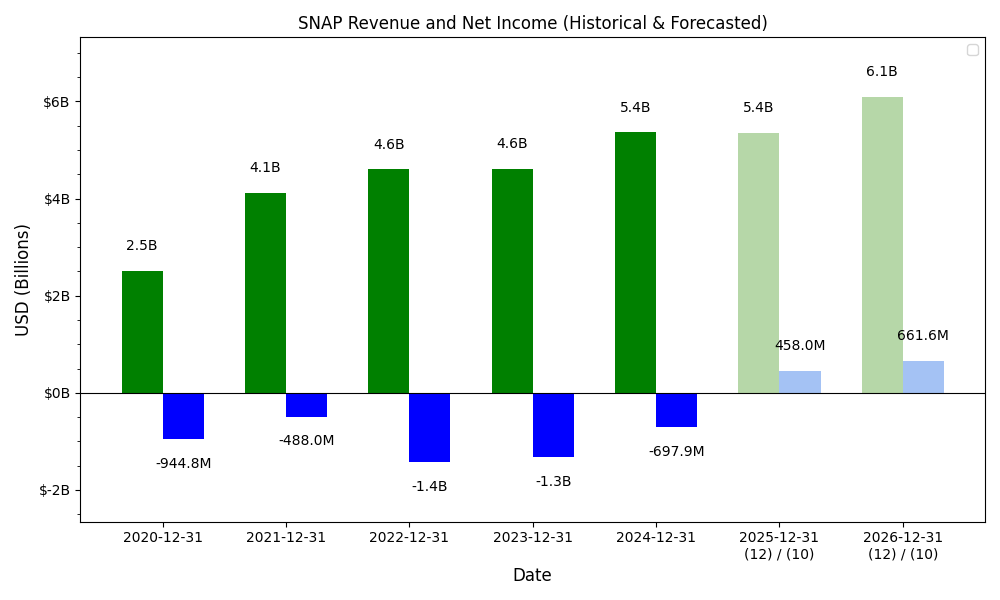 SNAP Revenue and Net Income (Historical & Forecasted)
USD (Billions)
$6B
$4B
$2B
$0B
$-2B
2.5B
4.1B
4.6B
4.6B
5.4B
5.4B
6.1B
-944.8M
-488.0M
-1.4B
-1.3B
-697.9M
458.0M
661.6M
2020-12-31
2021-12-31
2022-12-31
2023-12-31
2024-12-31
2025-12-31
(12) / (10)
2026-12-31
(12) / (10)
Date